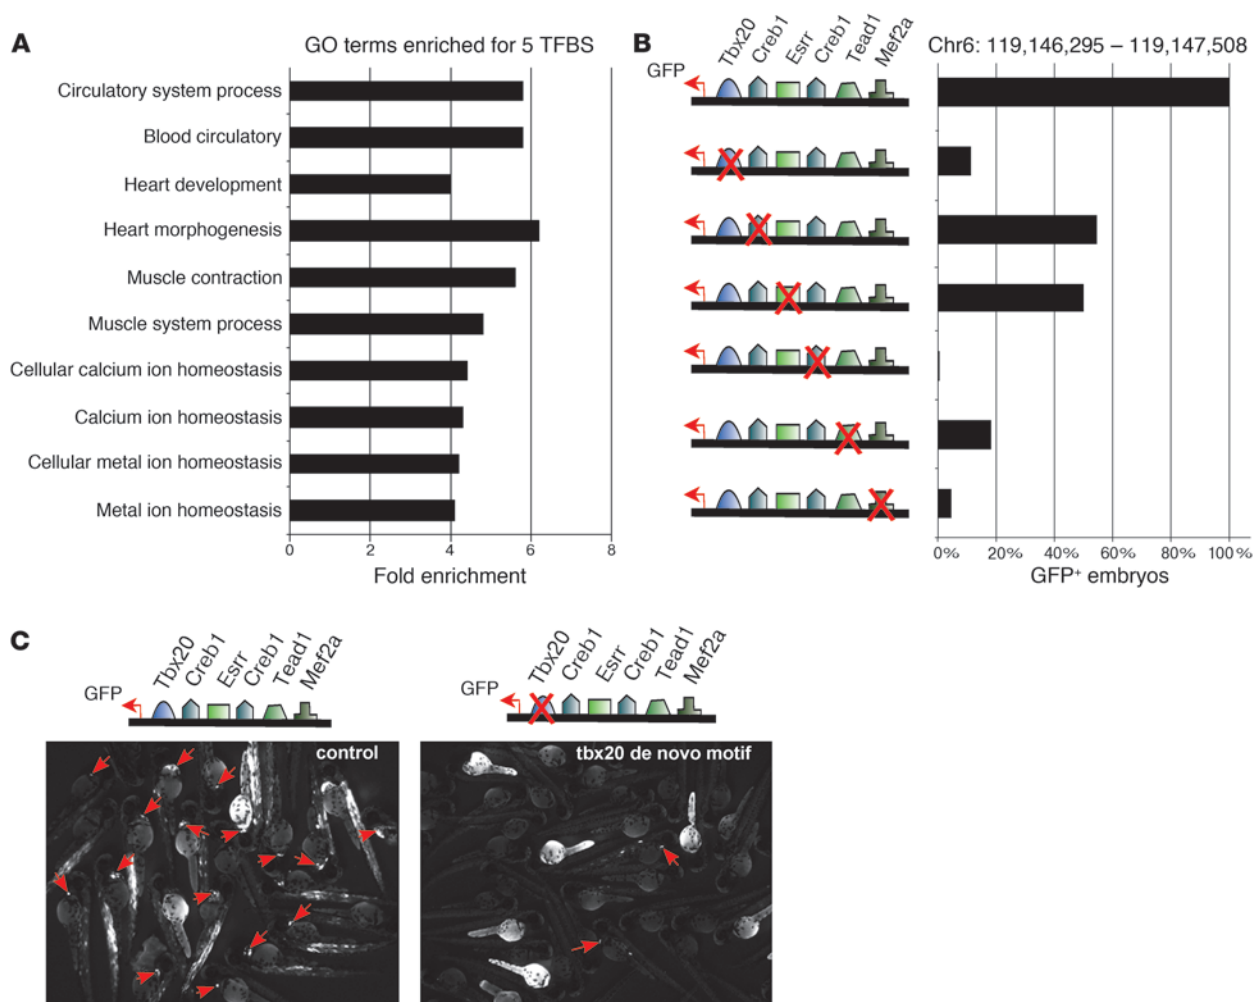 A
GO terms enriched for 5 TFBS
Circulatory system process
Blood circulatory
Heart development
Heart morphogenesis
Muscle contraction
Muscle system process
Cellular calcium ion homeostasis
Calcium ion homeostasis
Cellular metal ion homeostasis
Metal ion homeostasis
0 2 4 6 8
Fold enrichment
B
Tbx20 Creb1 Esrr Creb1 Tead1 Mef2a
GFP
Chr6: 119,146,295 – 119,147,508
0% 20% 40% 60% 80% 100%
GFP⁺ embryos
C
Tbx20 Creb1 Esrr Creb1 Tead1 Mef2a
GFP
control
Tbx20 Creb1 Esrr Creb1 Tead1 Mef2a
GFP
tbx20 de novo motif